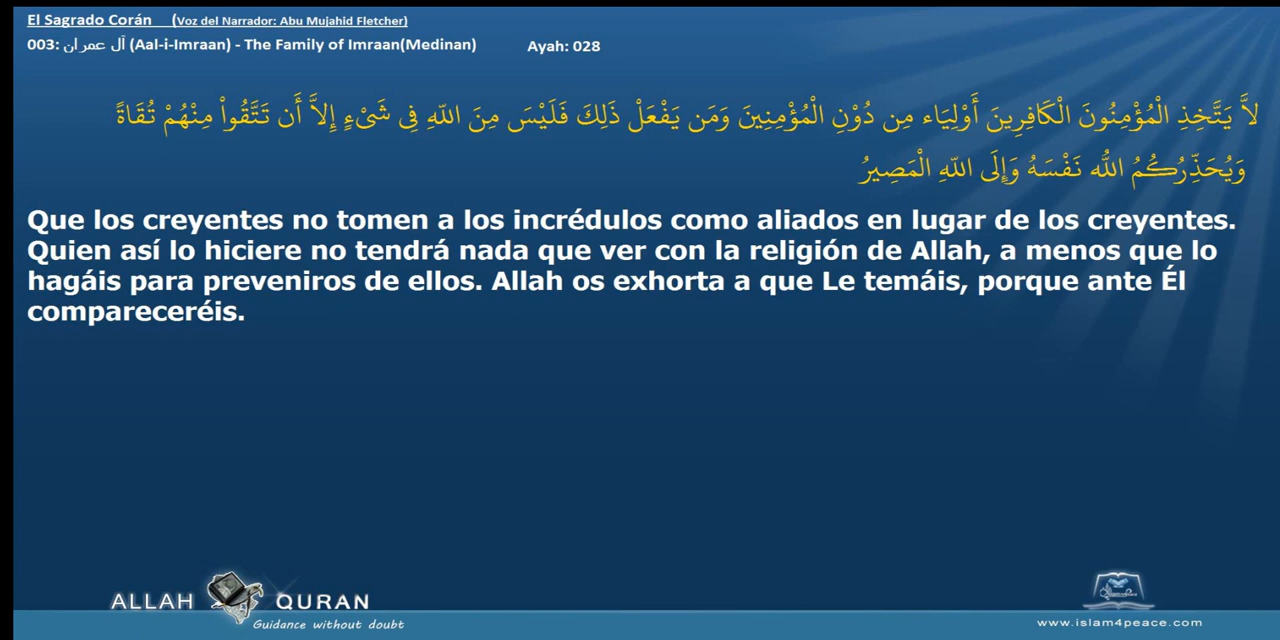 El Sagrado Corán (Voz del Narrador: Abu Mujahid Fletcher)
003: آل عمران (Aal-i-Imraan) - The Family of Imraan(Medinan) Ayah: 028
لاَّ يَتَّخِذِ الْمُؤْمِنُونَ الْكَافِرِينَ أَوْلِيَاء مِن دُوْنِ الْمُؤْمِنِينَ وَمَن يَفْعَلْ ذَلِكَ فَلَيْسَ مِنَ اللّهِ فِي شَيْءٍ إِلاَّ أَن تَتَّقُواْ مِنْهُمْ تُقَاةً
وَيُحَذِّرُكُمُ اللّهُ نَفْسَهُ وَإِلَى اللّهِ الْمَصِيرُ
Que los creyentes no tomen a los incrédulos como aliados en lugar de los creyentes.
Quien así lo hiciere no tendrá nada que ver con la religión de Allah, a menos que lo
hagáis para preveniros de ellos. Allah os exhorta a que Le temáis, porque ante Él
compareceréis.
ALLAH QURAN
Guidance without doubt
www.islam4peace.com